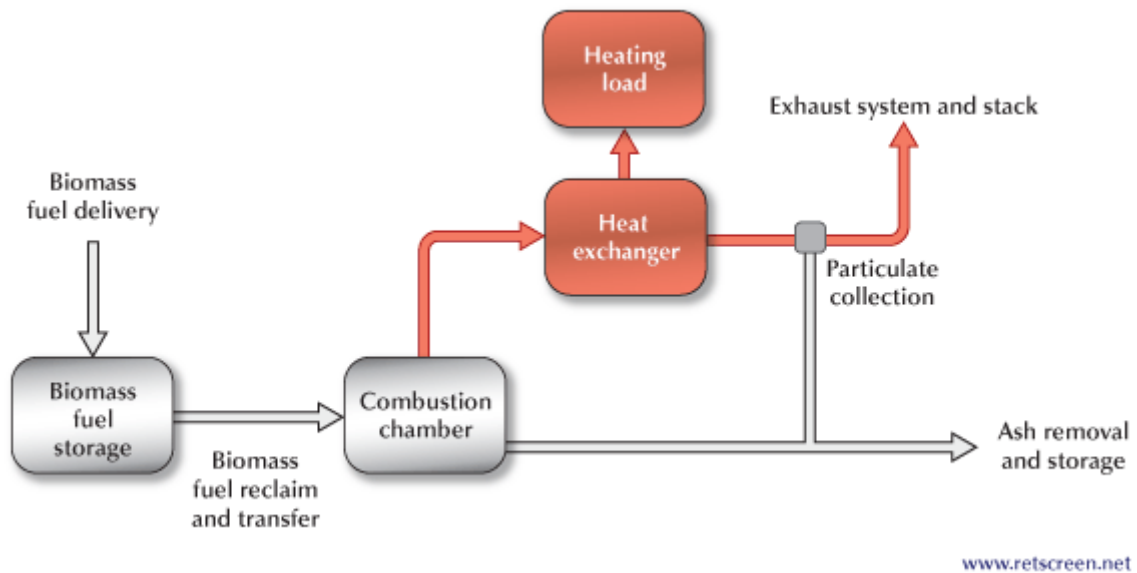 Heating
load
Exhaust system and stack
Biomass
fuel delivery
Heat
exchanger
Particulate
collection
Biomass
fuel
storage
Combustion
chamber
Ash removal
and storage
Biomass
fuel reclaim
and transfer
www.retscreen.net